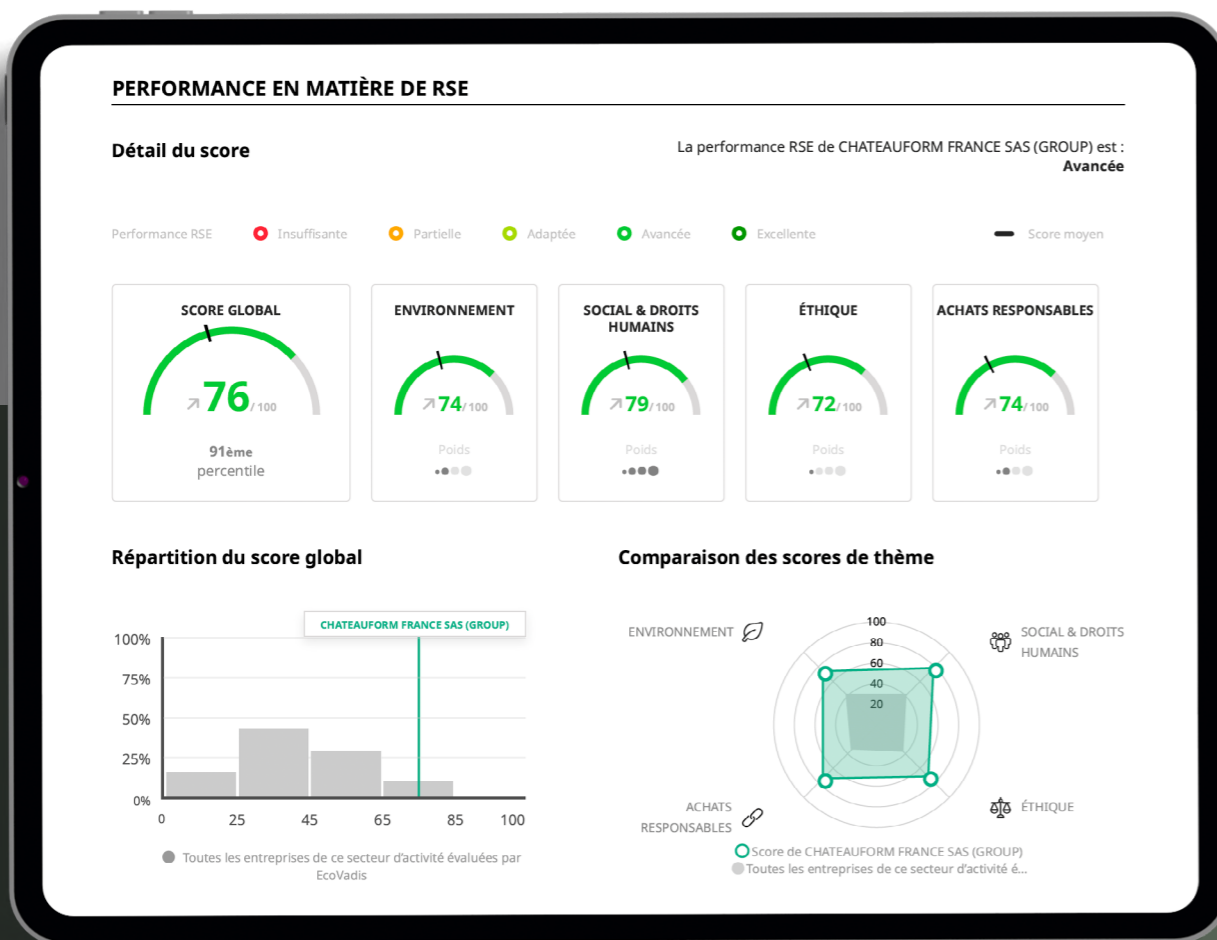 PERFORMANCE EN MATIÈRE DE RSE
Détail du score
La performance RSE de CHATEAUFORM FRANCE SAS (GROUP) est :
Avancée
Performance RSE
Insuffisante
Partielle
Adaptée
Avancée
Excellente
Score moyen
SCORE GLOBAL
76/ 100
91ème
percentile
ENVIRONNEMENT
74/ 100
Poids
SOCIAL & DROITS
HUMAINS
79/ 100
Poids
ÉTHIQUE
72/ 100
Poids
ACHATS RESPONSABLES
74/ 100
Poids
Répartition du score global
CHATEAUFORM FRANCE SAS (GROUP)
100%
75%
50%
25%
0%
0 25 45 65 85 100
Toutes les entreprises de ce secteur d'activité évaluées par
EcoVadis
Comparaison des scores de thème
ENVIRONNEMENT
SOCIAL & DROITS
HUMAINS
100
80
60
40
20
ACHATS
RESPONSABLES
ÉTHIQUE
Score de CHATEAUFORM FRANCE SAS (GROUP)
Toutes les entreprises de ce secteur d'activité é...